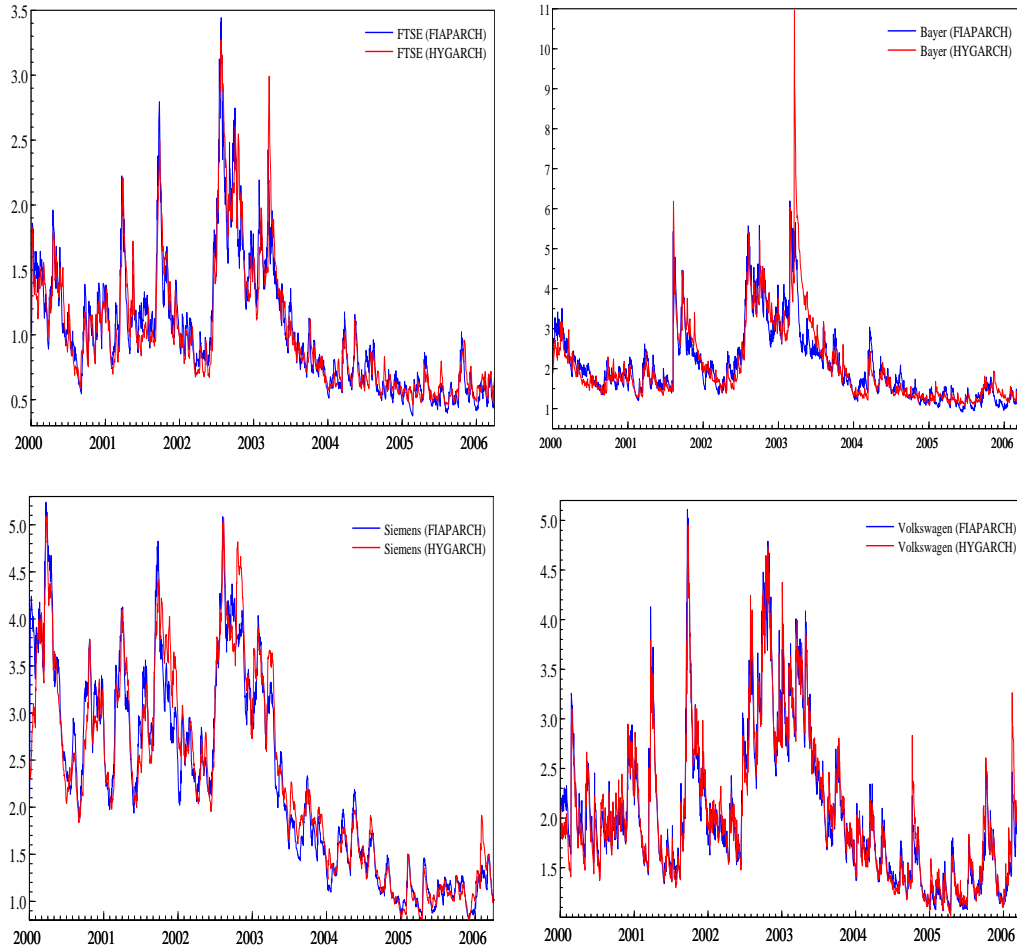 3.5
3.0
2.5
2.0
1.5
1.0
0.5
FTSE (FIAPARCH)
FTSE (HYGARCH)
2000 2001 2002 2003 2004 2005 2006
11
10
9
8
7
6
5
4
3
2
1
Bayer (FIAPARCH)
Bayer (HYGARCH)
2000 2001 2002 2003 2004 2005 2006
5.0
4.5
4.0
3.5
3.0
2.5
2.0
1.5
1.0
Siemens (FIAPARCH)
Siemens (HYGARCH)
2000 2001 2002 2003 2004 2005 2006
5.0
4.5
4.0
3.5
3.0
2.5
2.0
1.5
Volkswagen (FIAPARCH)
Volkswagen (HYGARCH)
2000 2001 2002 2003 2004 2005 2006